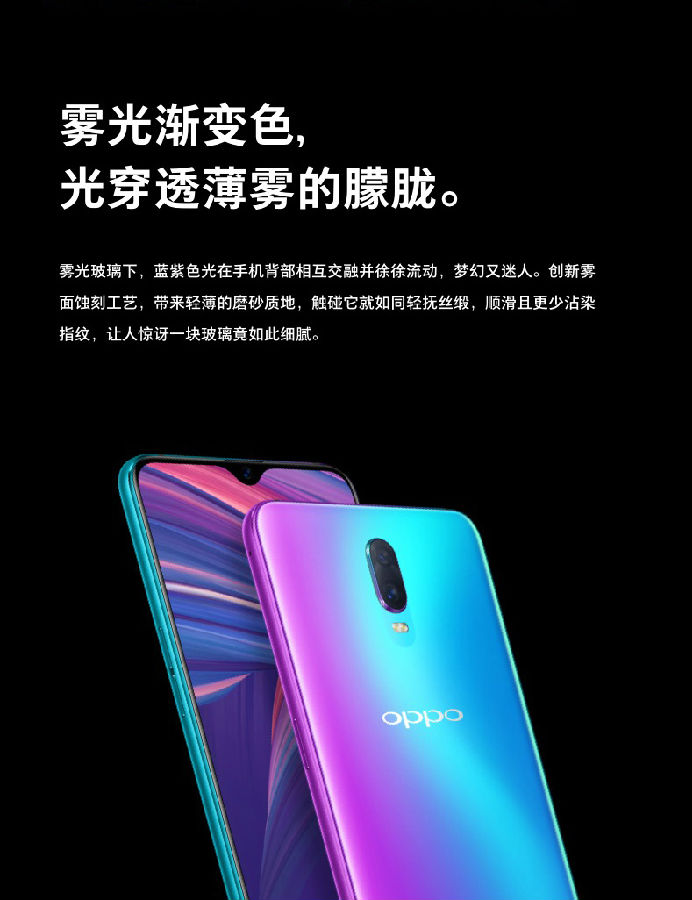 雾光渐变色,
光穿透薄雾的朦胧。
雾光玻璃下，蓝紫色光在手机背部相互交融并徐徐流动，梦幻又迷人。创新雾
面蚀刻工艺，带来轻薄的磨砂质地，触碰它就如同轻抚丝缎，顺滑且更少沾染
指纹，让人惊讶一块玻璃竟如此细腻。
oppo